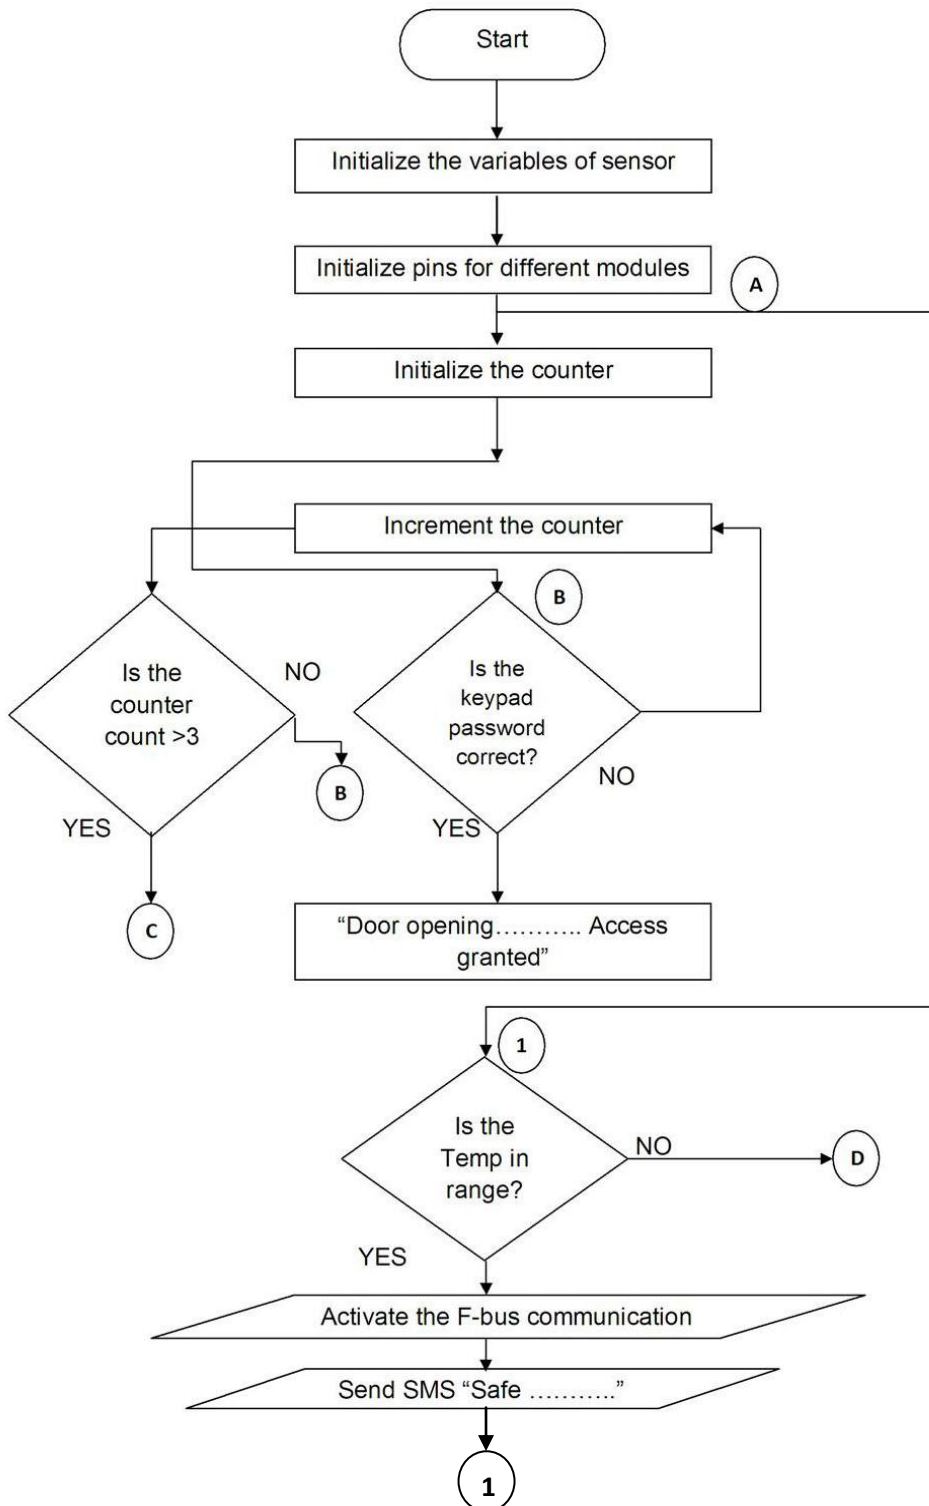 Start
Initialize the variables of sensor
Initialize pins for different modules
A
Initialize the counter
Increment the counter
B
Is the
counter
count >3
NO
Is the
keypad
password
correct?
NO
B
YES
YES
C
“Door opening……….. Access
granted”
1
Is the
Temp in
range?
NO
D
YES
Activate the F-bus communication
Send SMS “Safe ………..”
1